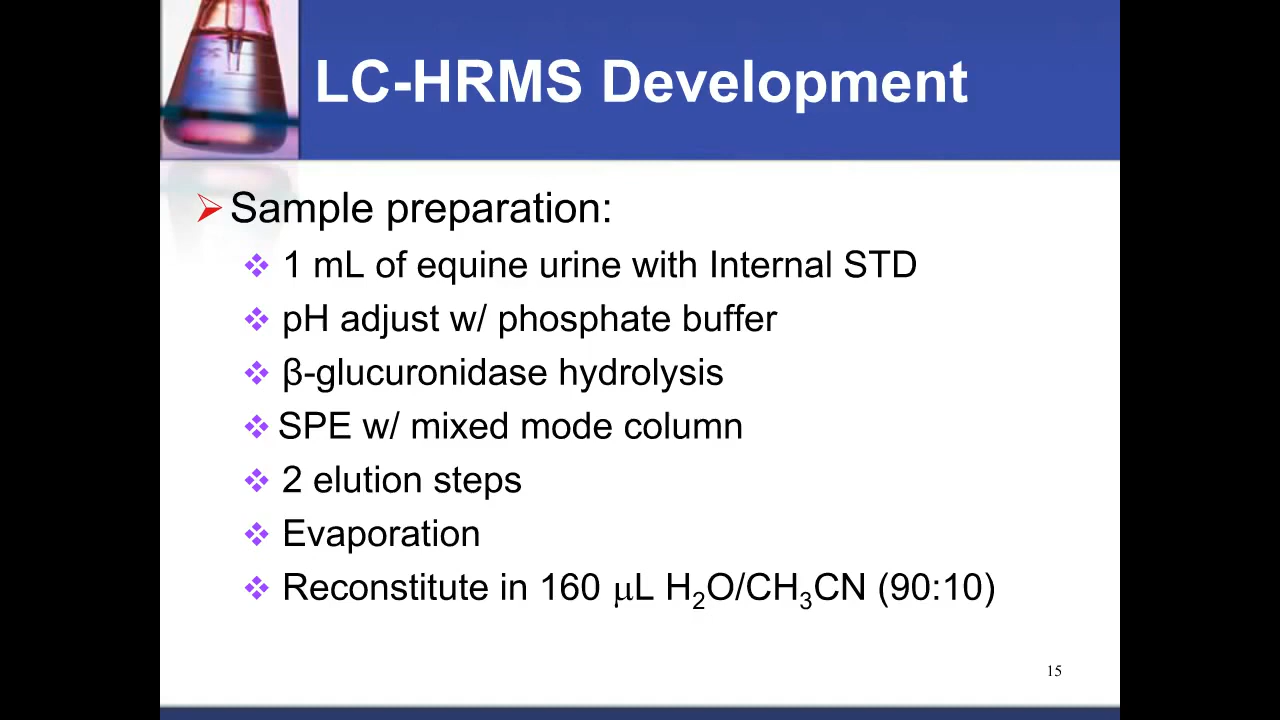 LC-HRMS Development
Sample preparation:
1 mL of equine urine with Internal STD
pH adjust w/ phosphate buffer
β-glucuronidase hydrolysis
SPE w/ mixed mode column
2 elution steps
Evaporation
Reconstitute in 160 μL H₂O/CH₃CN (90:10)
15